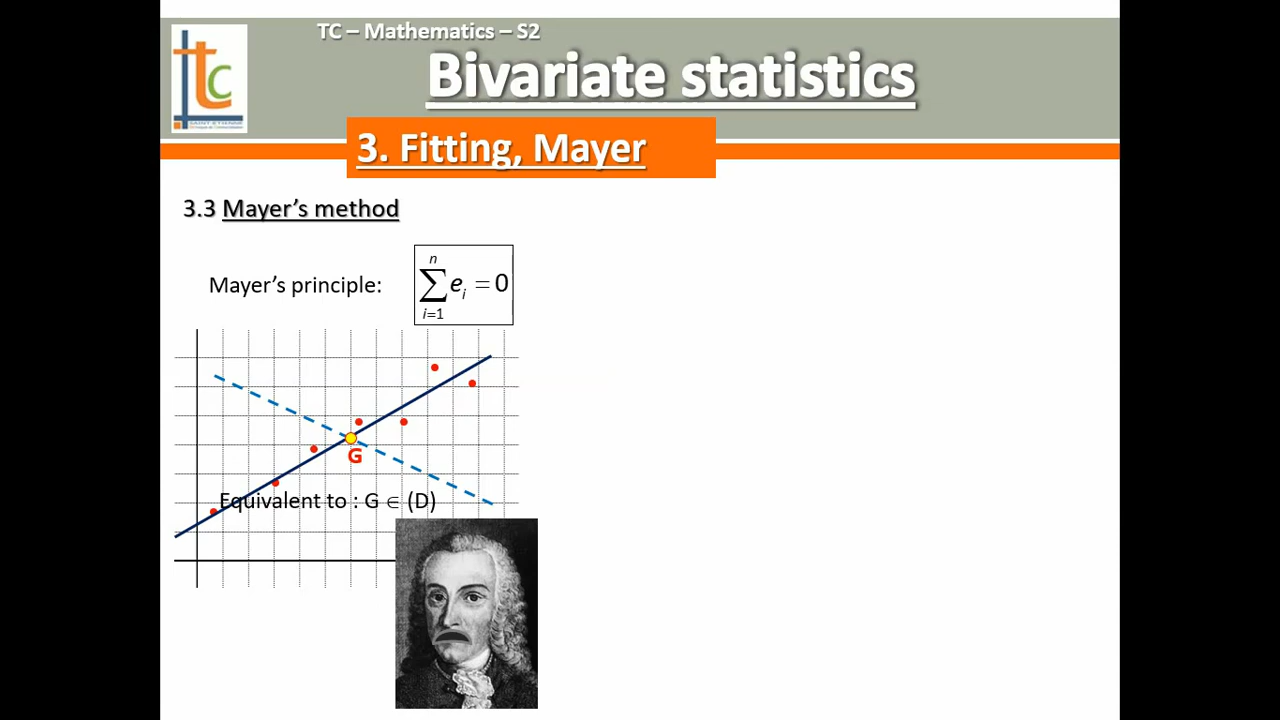 TC – Mathematics – S2
Bivariate statistics
tc
3. Fitting, Mayer
3.3 Mayer's method
Mayer's principle:
n
∑ eᵢ = 0
i=1
G
Equivalent to : G ∈ (D)